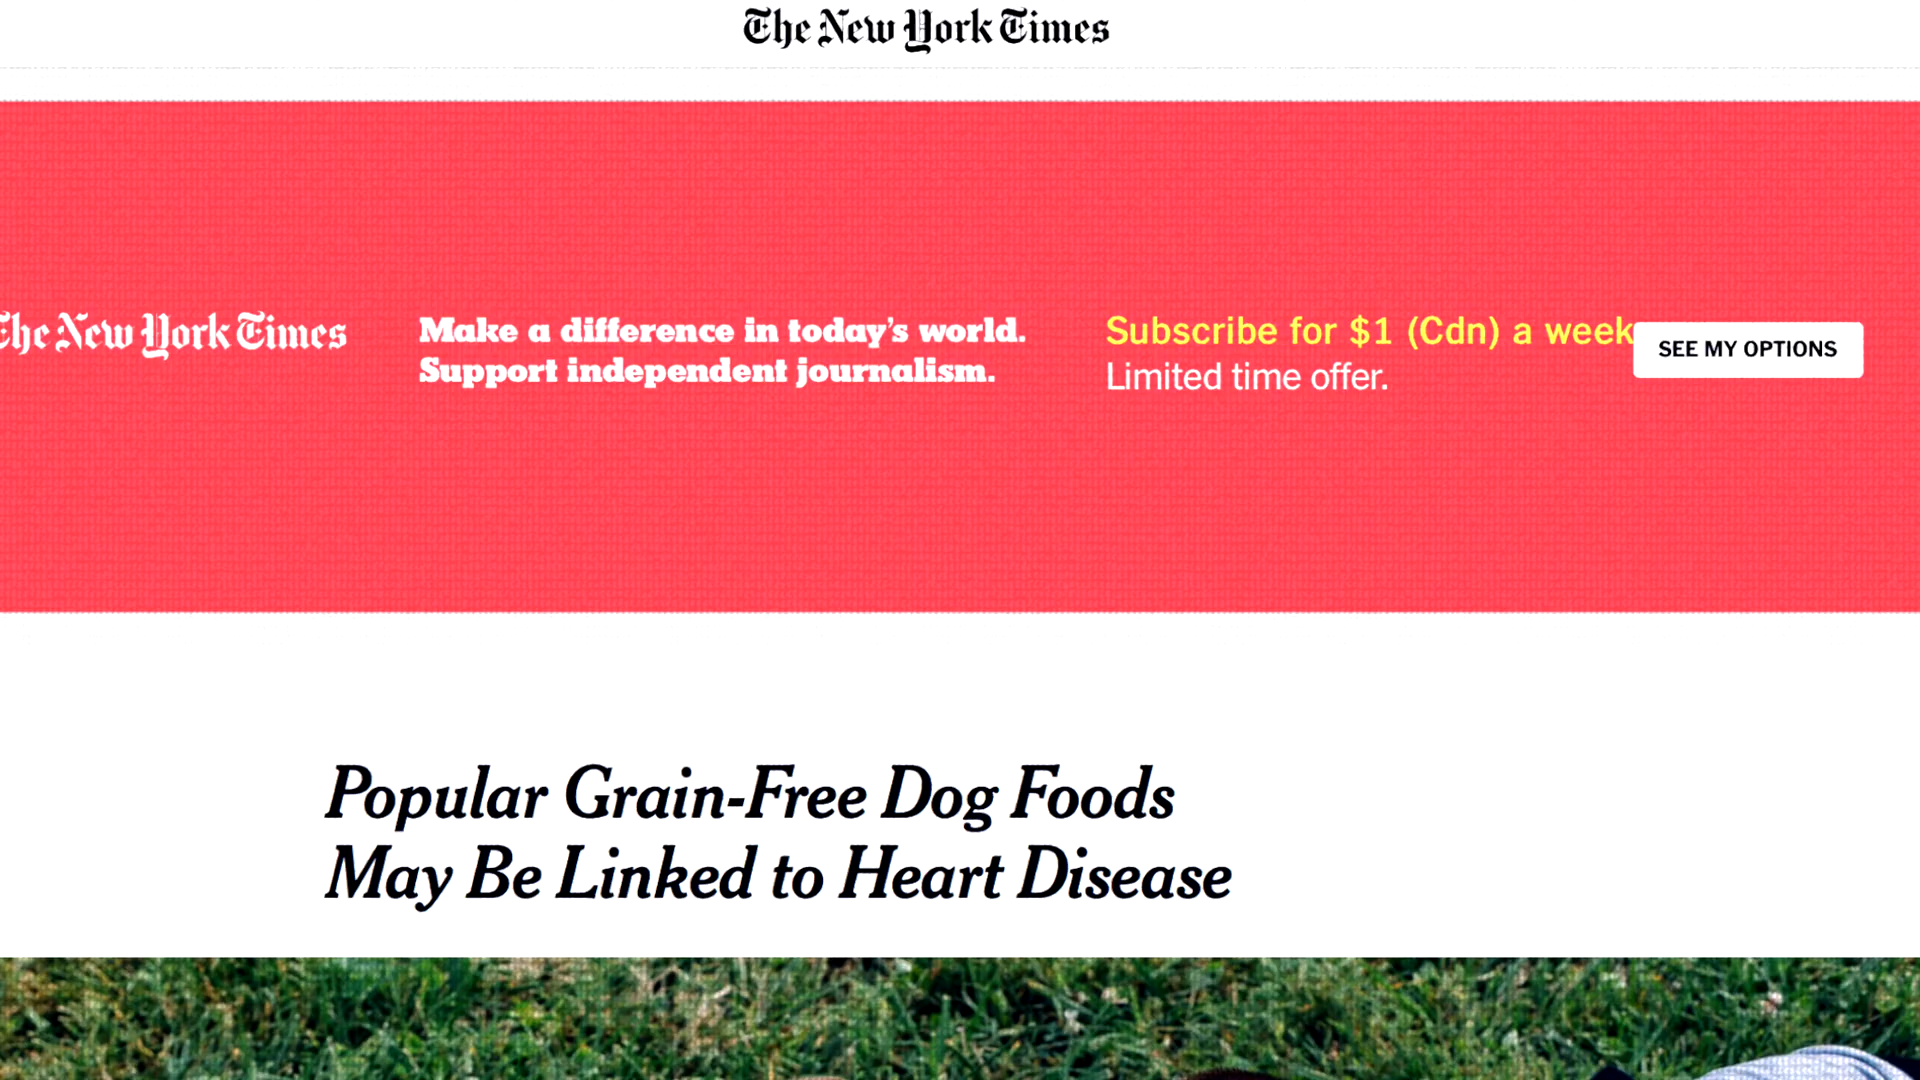 The New York Times
The New York Times
Make a difference in today's world.
Support independent journalism.
Subscribe for $1 (Cdn) a week
Limited time offer.
SEE MY OPTIONS
Popular Grain-Free Dog Foods
May Be Linked to Heart Disease